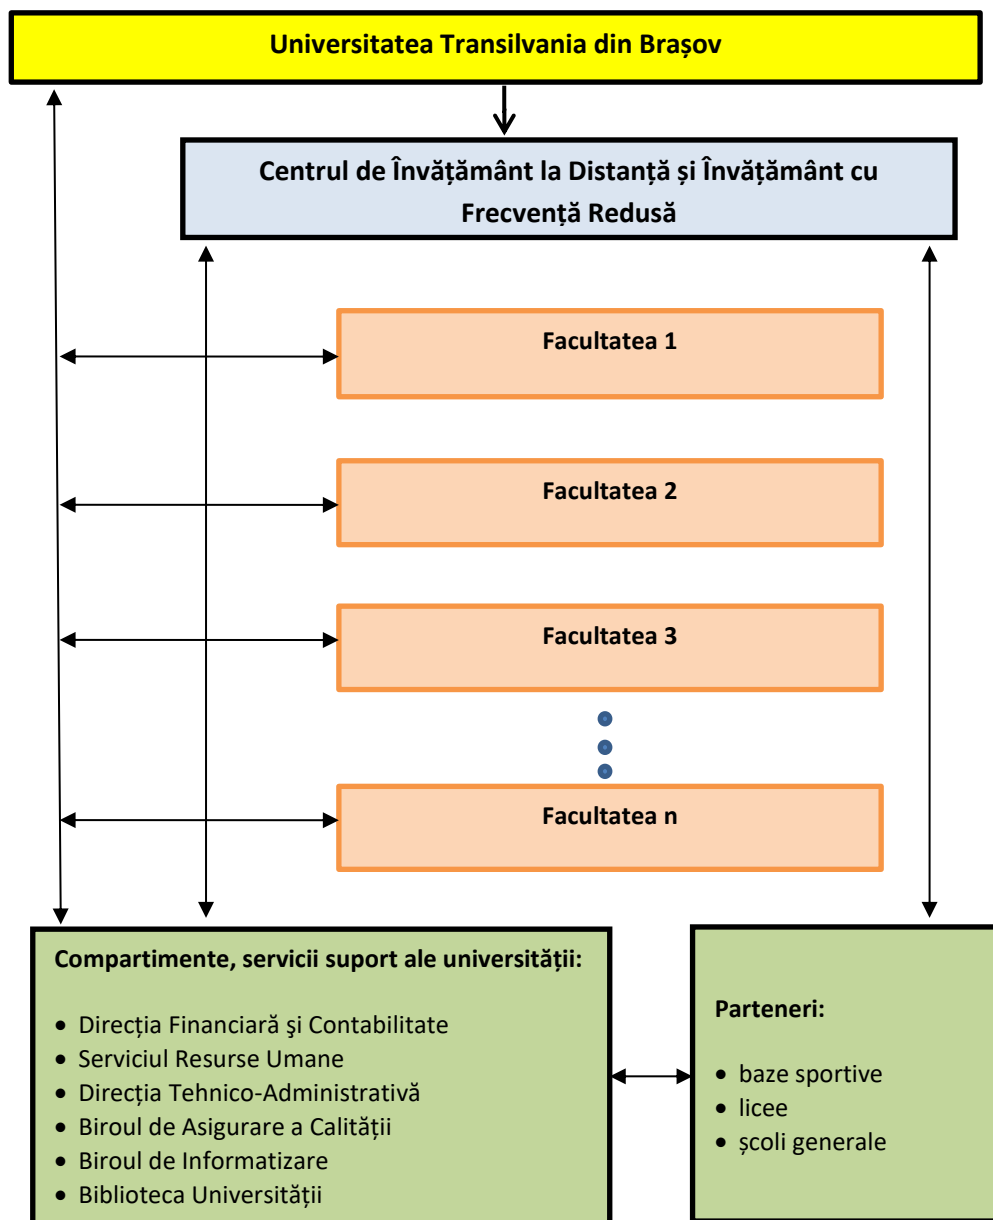 Universitatea Transilvania din Brașov
Centrul de Învățământ la Distanță și Învățământ cu
Frecvență Redusă
Facultatea 1
Facultatea 2
Facultatea 3
Facultatea n
Compartimente, servicii suport ale universității:
• Direcția Financiară şi Contabilitate
• Serviciul Resurse Umane
• Direcția Tehnico-Administrativă
• Biroul de Asigurare a Calității
• Biroul de Informatizare
• Biblioteca Universității
Parteneri:
• baze sportive
• licee
• școli generale